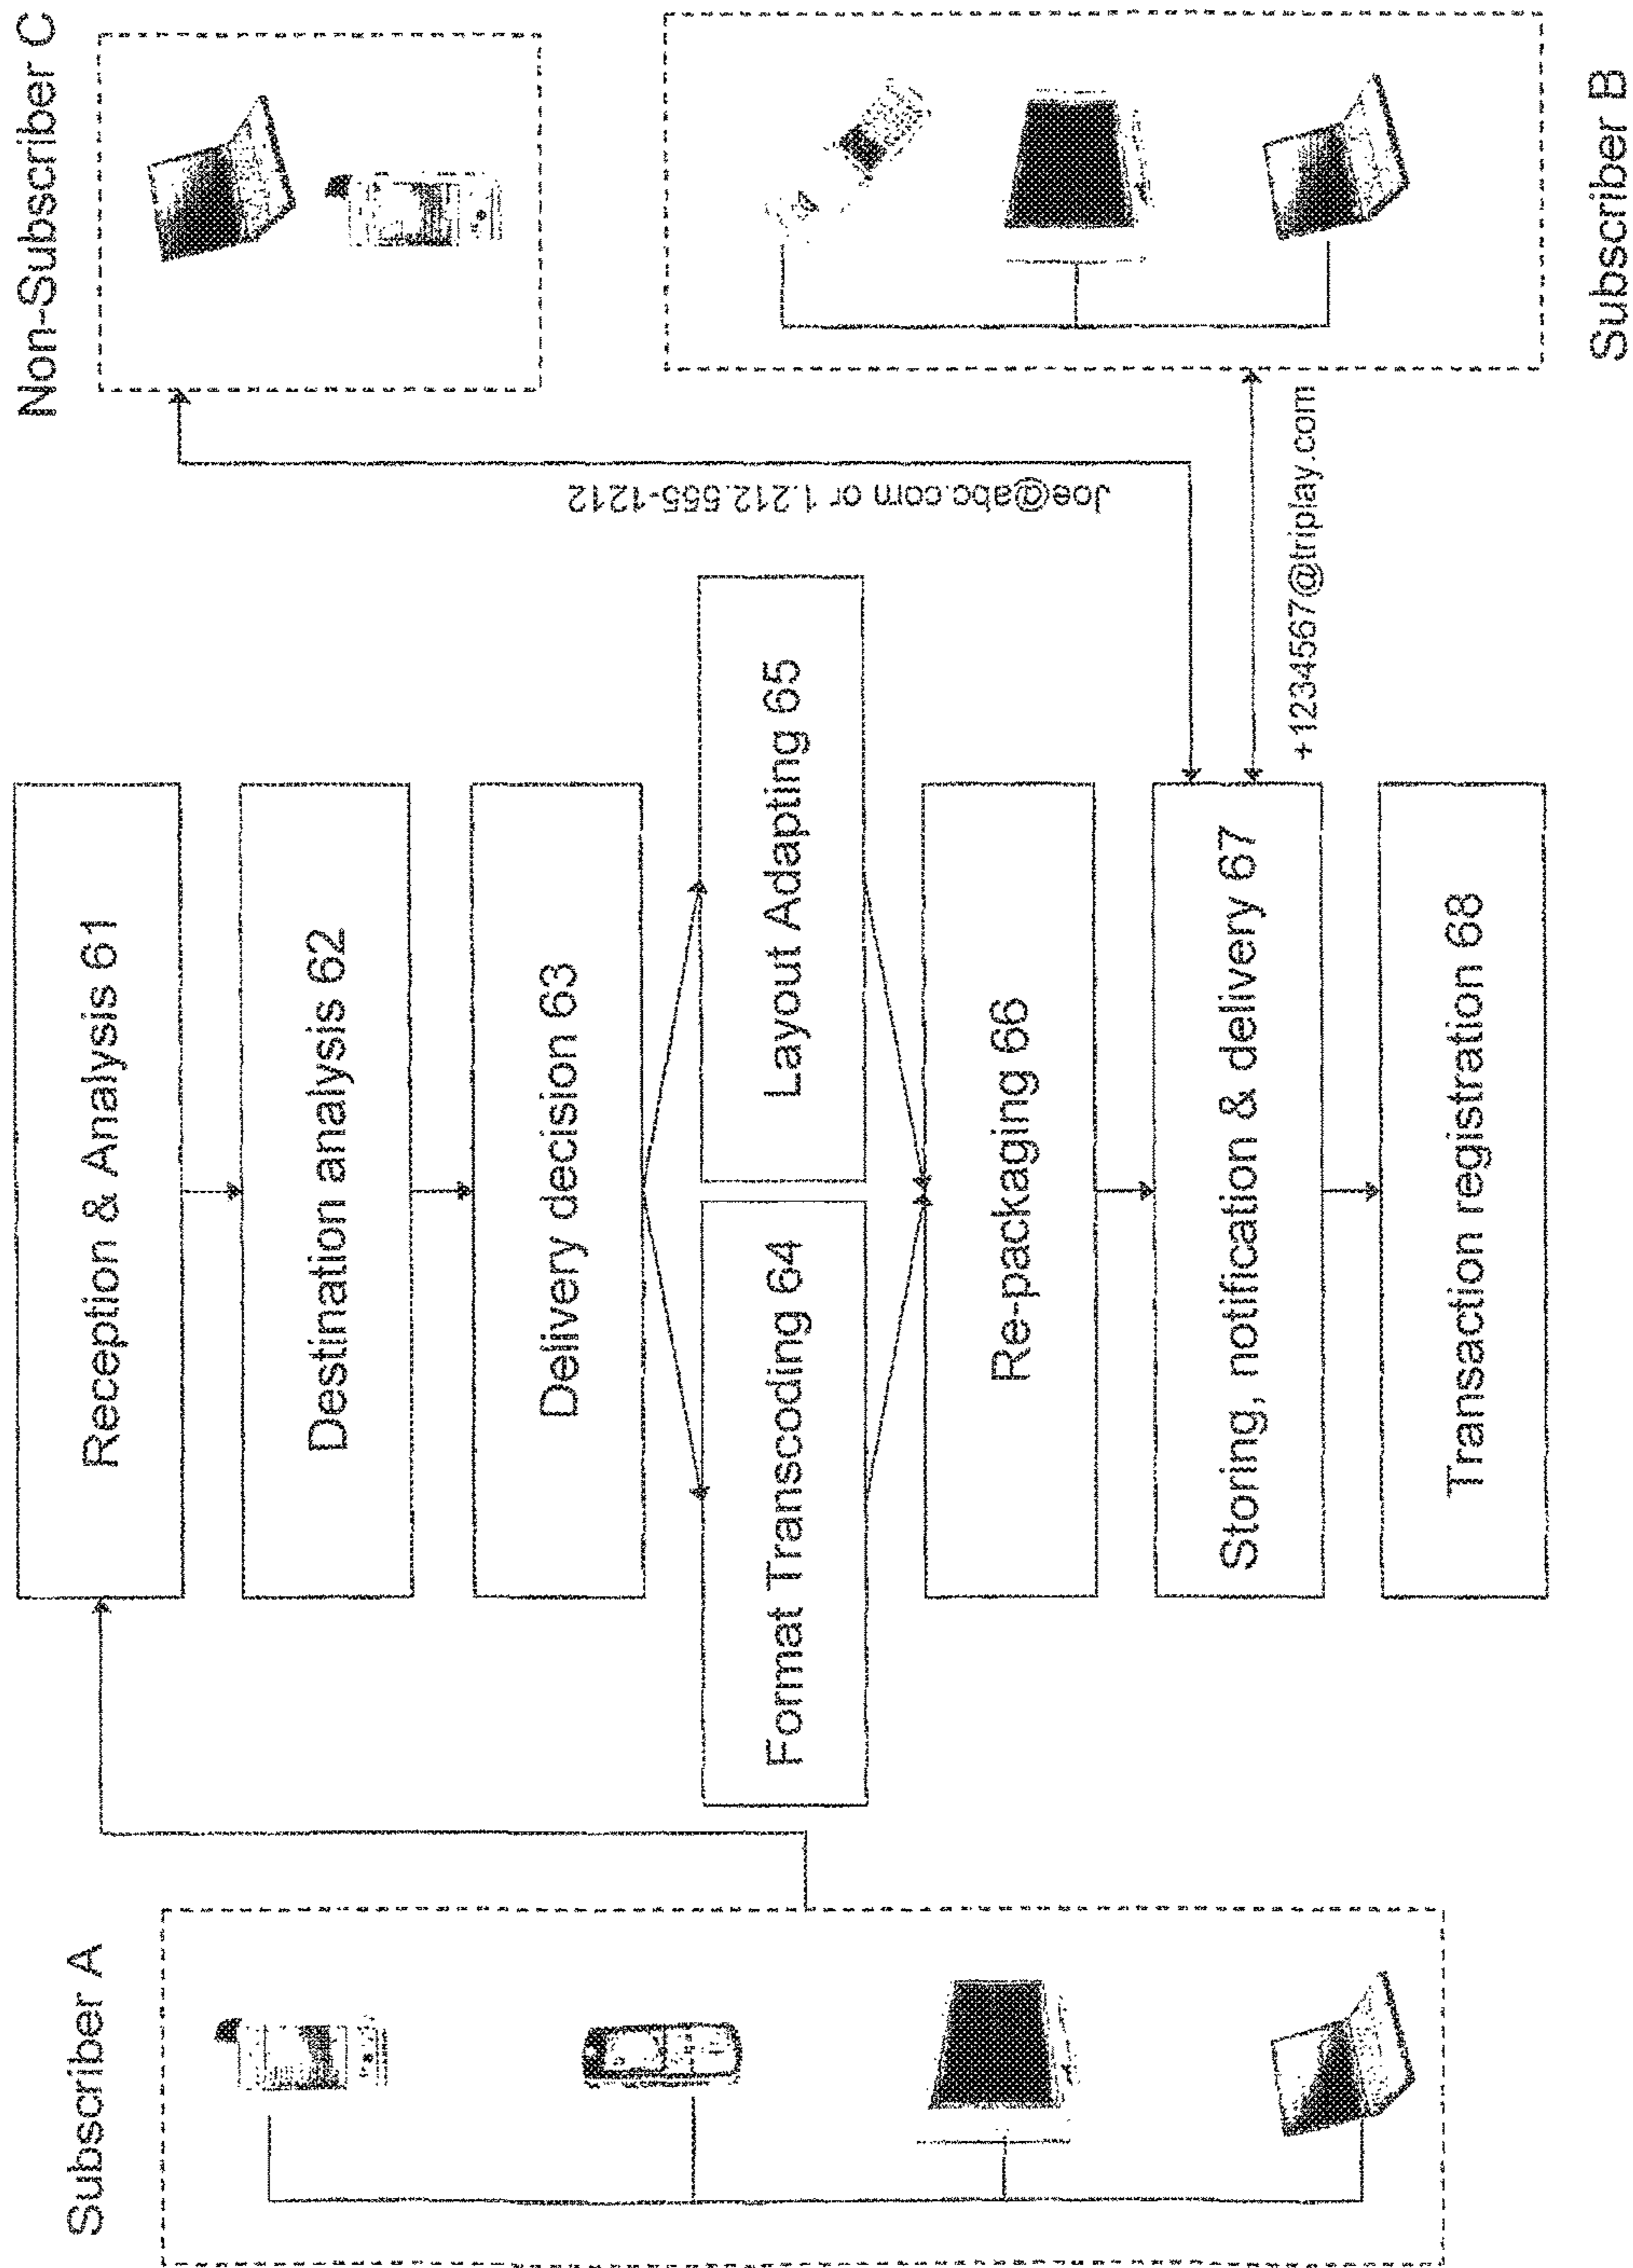 Subscriber A
Reception & Analysis 61
Destination analysis 62
Delivery decision 63
Format Transcoding 64
Layout Adapting 65
Re-packaging 66
Storing, notification & delivery 67
Transaction registration 68
Joe@abc.com or 1.212.555-1212
+1234567@triplay.com
Non-Subscriber C
Subscriber B